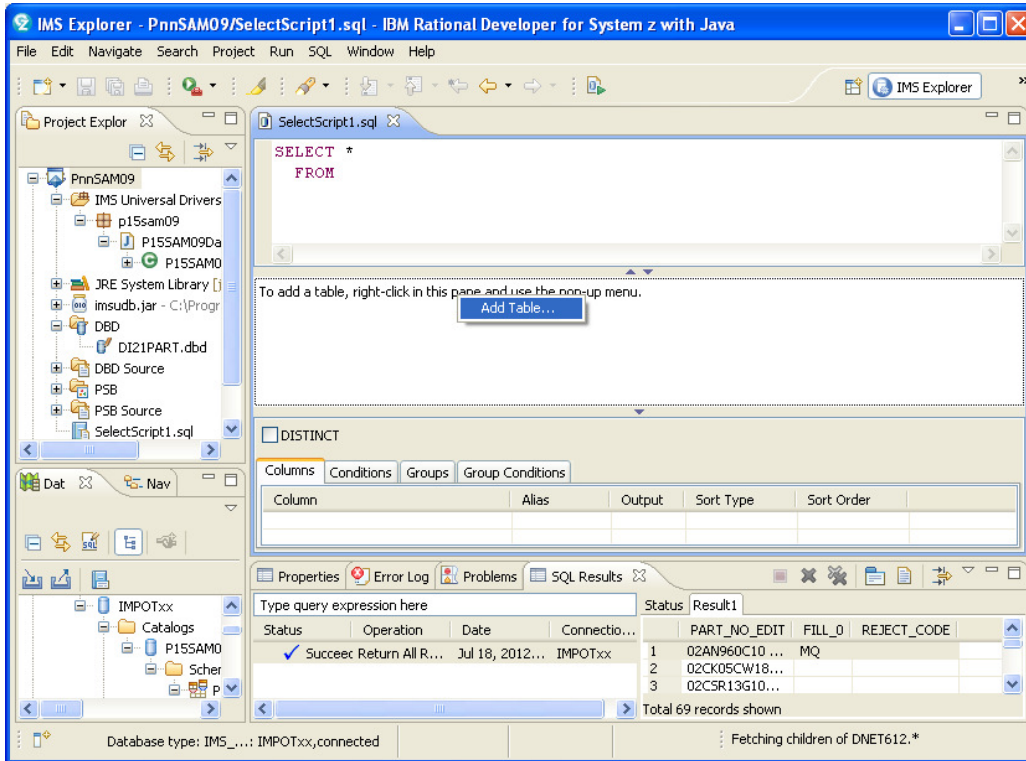 IMS Explorer - PnnSAM09/SelectScript1.sql - IBM Rational Developer for System z with Java
File Edit Navigate Search Project Run SQL Window Help
IMS Explorer
Project Explor
PnnSAM09
IMS Universal Drivers
p15sam09
P15SAM09Da
P15SAM0
JRE System Library [j
imsudb.jar - C:\Progr
DBD
DI21PART.dbd
DBD Source
PSB
PSB Source
SelectScript1.sql
SelectScript1.sql
SELECT *
FROM
To add a table, right-click in this pane and use the pop-up menu.
Add Table...
DISTINCT
Columns Conditions Groups Group Conditions
Column Alias Output Sort Type Sort Order
Dat Nav
IMPOTxx
Catalogs
P15SAM0
Scher
P
Properties Error Log Problems SQL Results
Type query expression here
Status Operation Date Connectio...
Succeec Return All R... Jul 18, 2012... IMPOTxx
Status Result1
PART_NO_EDIT FILL_0 REJECT_CODE
1 02AN960C10 ... MQ
2 02CK05CW18...
3 02CSR13G10...
Total 69 records shown
Database type: IMS_...: IMPOTxx,connected
Fetching children of DNET612.*